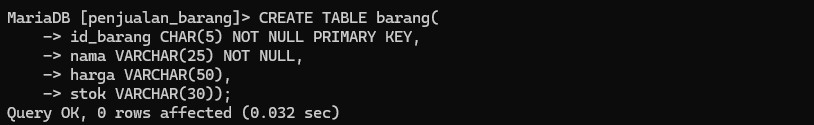 MariaDB [penjualan_barang]> CREATE TABLE barang(
    -> id_barang CHAR(5) NOT NULL PRIMARY KEY,
    -> nama VARCHAR(25) NOT NULL,
    -> harga VARCHAR(50),
    -> stok VARCHAR(30));
Query OK, 0 rows affected (0.032 sec)